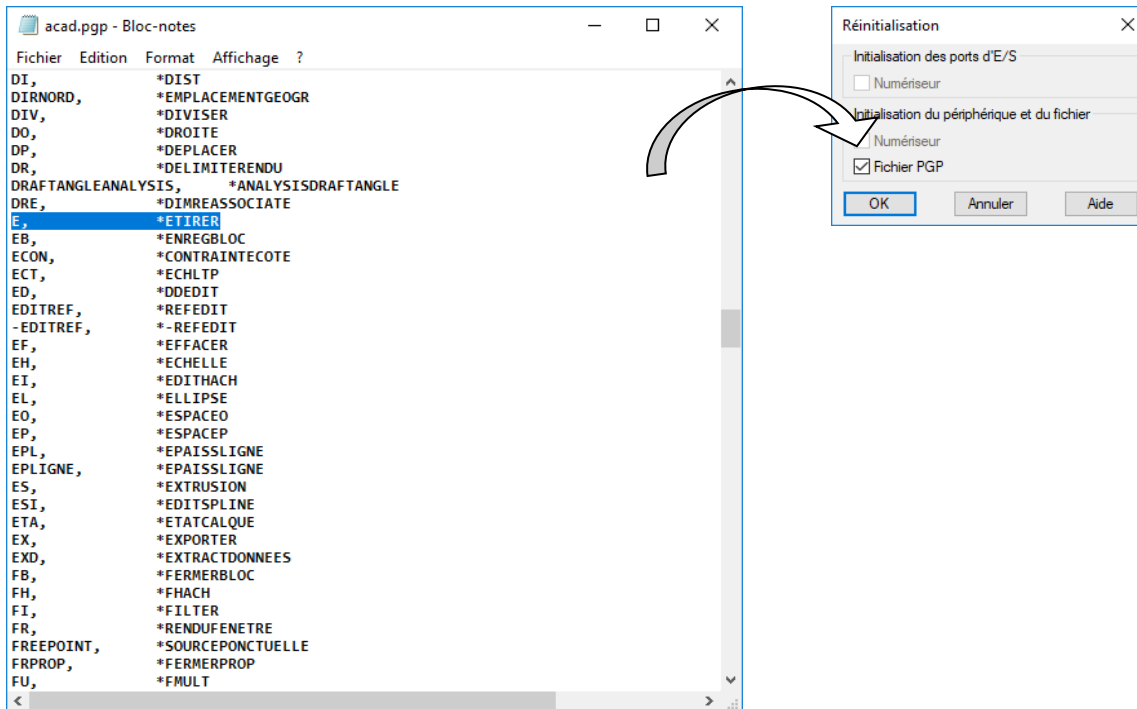 acad.pgp - Bloc-notes
Fichier Edition Format Affichage ?
DI, *DIST
DIRNORD, *EMPLACEMENTGEOGR
DIV, *DIVISER
DO, *DROITE
DP, *DEPLACER
DR, *DELIMITERENDU
DRAFTANGLEANALYSIS, *ANALYSISDRAFTANGLE
DRE, *DIMREASSOCIATE
E, *ETIRER
EB, *ENREGBLOC
ECON, *CONTRAINTECOTE
ECT, *ECHLTP
ED, *DDEDIT
EDITREF, *REFEDIT
-EDITREF, *-REFEDIT
EF, *EFFACER
EH, *ECHELLE
EI, *EDITHACH
EL, *ELLIPSE
EO, *ESPACEO
EP, *ESPACEP
EPL, *EPAISSLIGNE
EPLIGNE, *EPAISSLIGNE
ES, *EXTRUSION
ESI, *EDITSPLINE
ETA, *ETATCALQUE
EX, *EXPORTER
EXD, *EXTRACTDONNEES
FB, *FERMERBLOC
FH, *FHACH
FI, *FILTER
FR, *RENDUFENETRE
FREEPOINT, *SOURCEPONCTUELLE
FRPROP, *FERMERPROP
FU, *FMULT
Réinitialisation
Initialisation des ports d'E/S
Numériseur
Initialisation du périphérique et du fichier
Numériseur
Fichier PGP
OK Annuler Aide